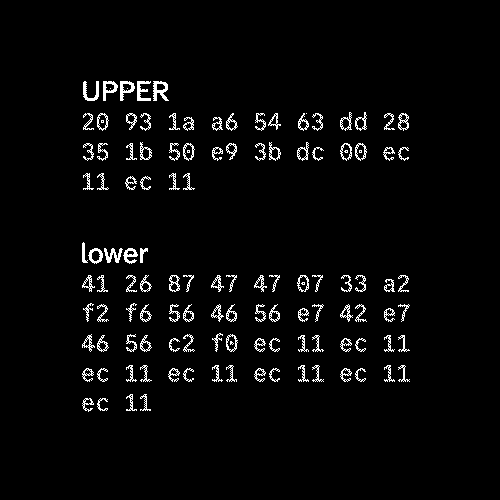 UPPER
20 93 1a a6 54 63 dd 28
35 1b 50 e9 3b dc 00 ec
11 ec 11
lower
41 26 87 47 47 07 33 a2
f2 f6 56 46 56 e7 42 e7
46 56 c2 f0 ec 11 ec 11
ec 11 ec 11 ec 11 ec 11
ec 11